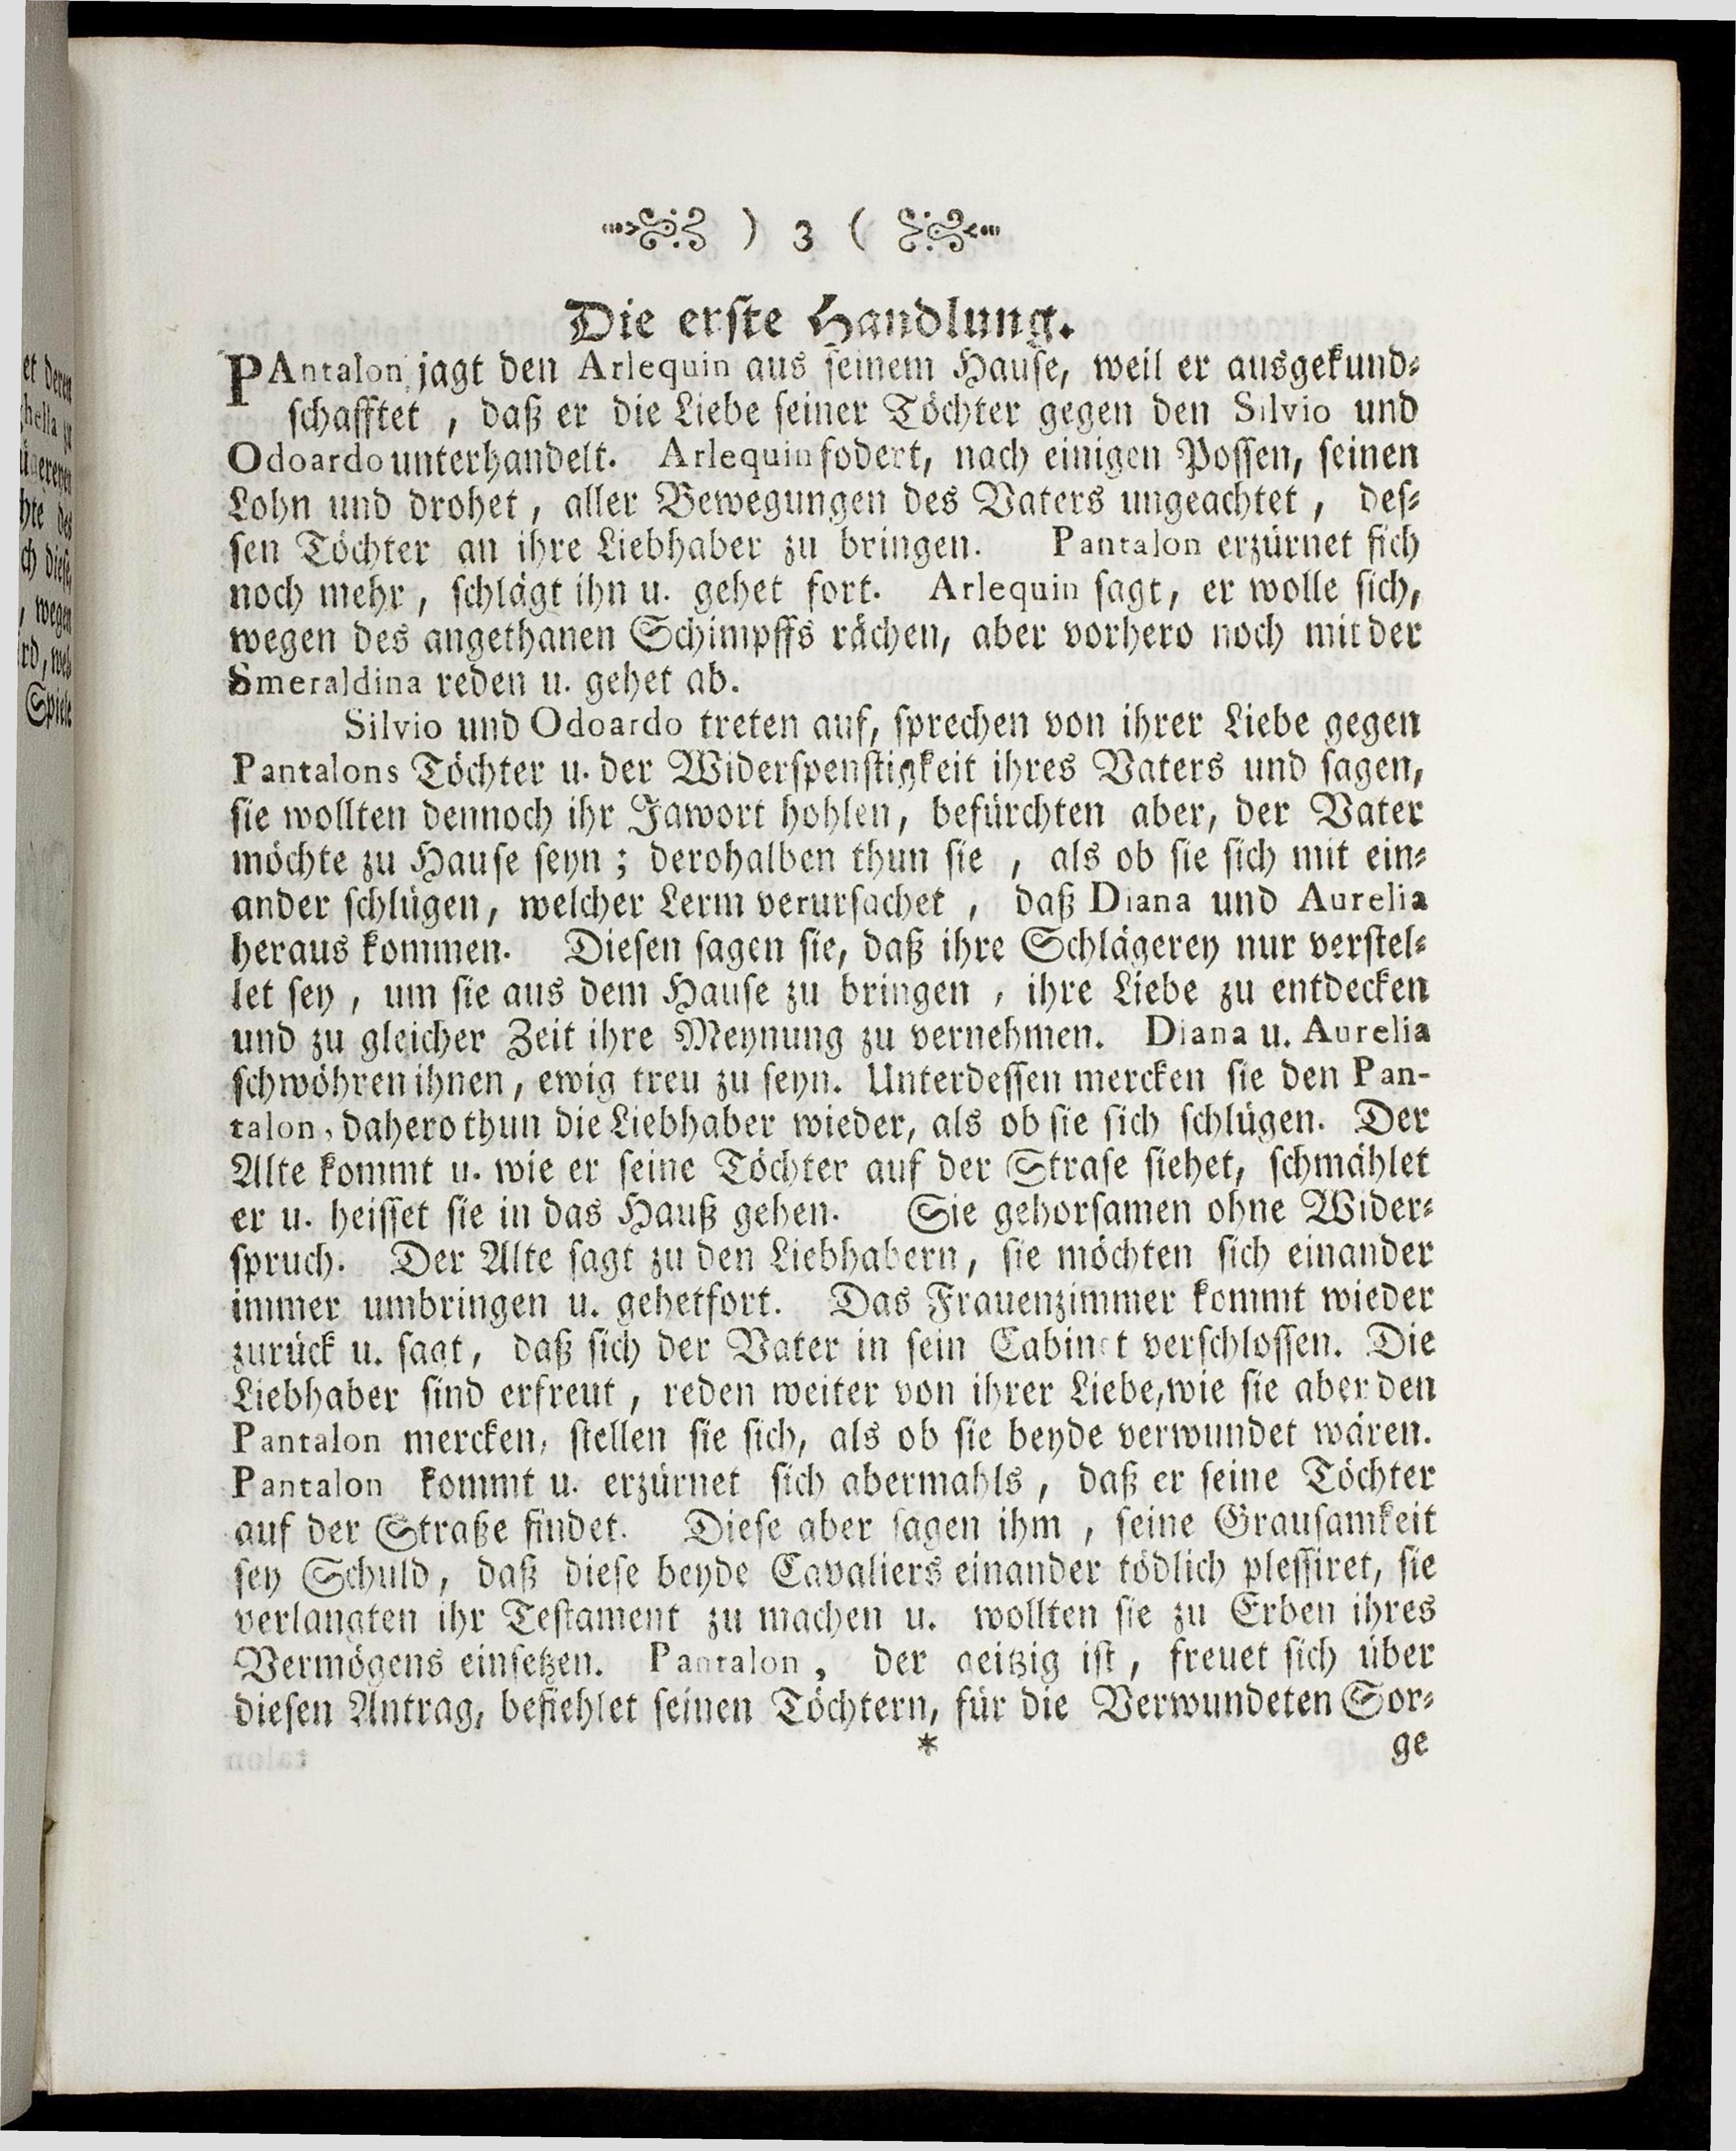 ) 3 (
Die erste Handlung.
PAntalon jagt den Arlequin aus seinem Hause, weil er ausgekund-
schafftet, daß er die Liebe seiner Töchter gegen den Silvio und
Odoardo unterhandelt. Arlequin fodert, nach einigen Possen, seinen
Lohn und drohet, aller Bewegungen des Vaters ungeachtet, des-
sen Töchter an ihre Liebhaber zu bringen. Pantalon erzürnet sich
noch mehr, schlägt ihn u. gehet fort. Arlequin sagt, er wolle sich,
wegen des angethanen Schimpffs rächen, aber vorhero noch mit der
Smeraldina reden u. gehet ab.
Silvio und Odoardo treten auf, sprechen von ihrer Liebe gegen
Pantalons Töchter u. der Widerspenstigkeit ihres Vaters und sagen,
sie wollten dennoch ihr Jawort hohlen, befürchten aber, der Vater
möchte zu Hause seyn; derohalben thun sie, als ob sie sich mit ein-
ander schlügen, welcher Lerm verursachet, daß Diana und Aurelia
heraus kommen. Diesen sagen sie, daß ihre Schlägerey nur verstel-
let sey, um sie aus dem Hause zu bringen, ihre Liebe zu entdecken
und zu gleicher Zeit ihre Meynung zu vernehmen. Diana u. Aurelia
schwöhren ihnen, ewig treu zu seyn. Unterdessen mercken sie den Pan-
talon, dahero thun die Liebhaber wieder, als ob sie sich schlügen. Der
Alte kommt u. wie er seine Töchter auf der Strase siehet, schmählet
er u. heisset sie in das Hauß gehen. Sie gehorsamen ohne Wider-
spruch. Der Alte sagt zu den Liebhabern, sie möchten sich einander
immer umbringen u. gehet fort. Das Frauenzimmer kommt wieder
zurück u. sagt, daß sich der Vater in sein Cabinet verschlossen. Die
Liebhaber sind erfreut, reden weiter von ihrer Liebe, wie sie aber den
Pantalon mercken, stellen sie sich, als ob sie beyde verwundet wären.
Pantalon kommt u. erzürnet sich abermahls, daß er seine Töchter
auf der Straße findet. Diese aber sagen ihm, seine Grausamkeit
sey Schuld, daß diese beyde Cavaliers einander tödlich plessiret, sie
verlangten ihr Testament zu machen u. wollten sie zu Erben ihres
Vermögens einsetzen. Pantalon, der geitzig ist, freuet sich über
diesen Antrag, befiehlet seinen Töchtern, für die Verwundeten Sor-
* ge